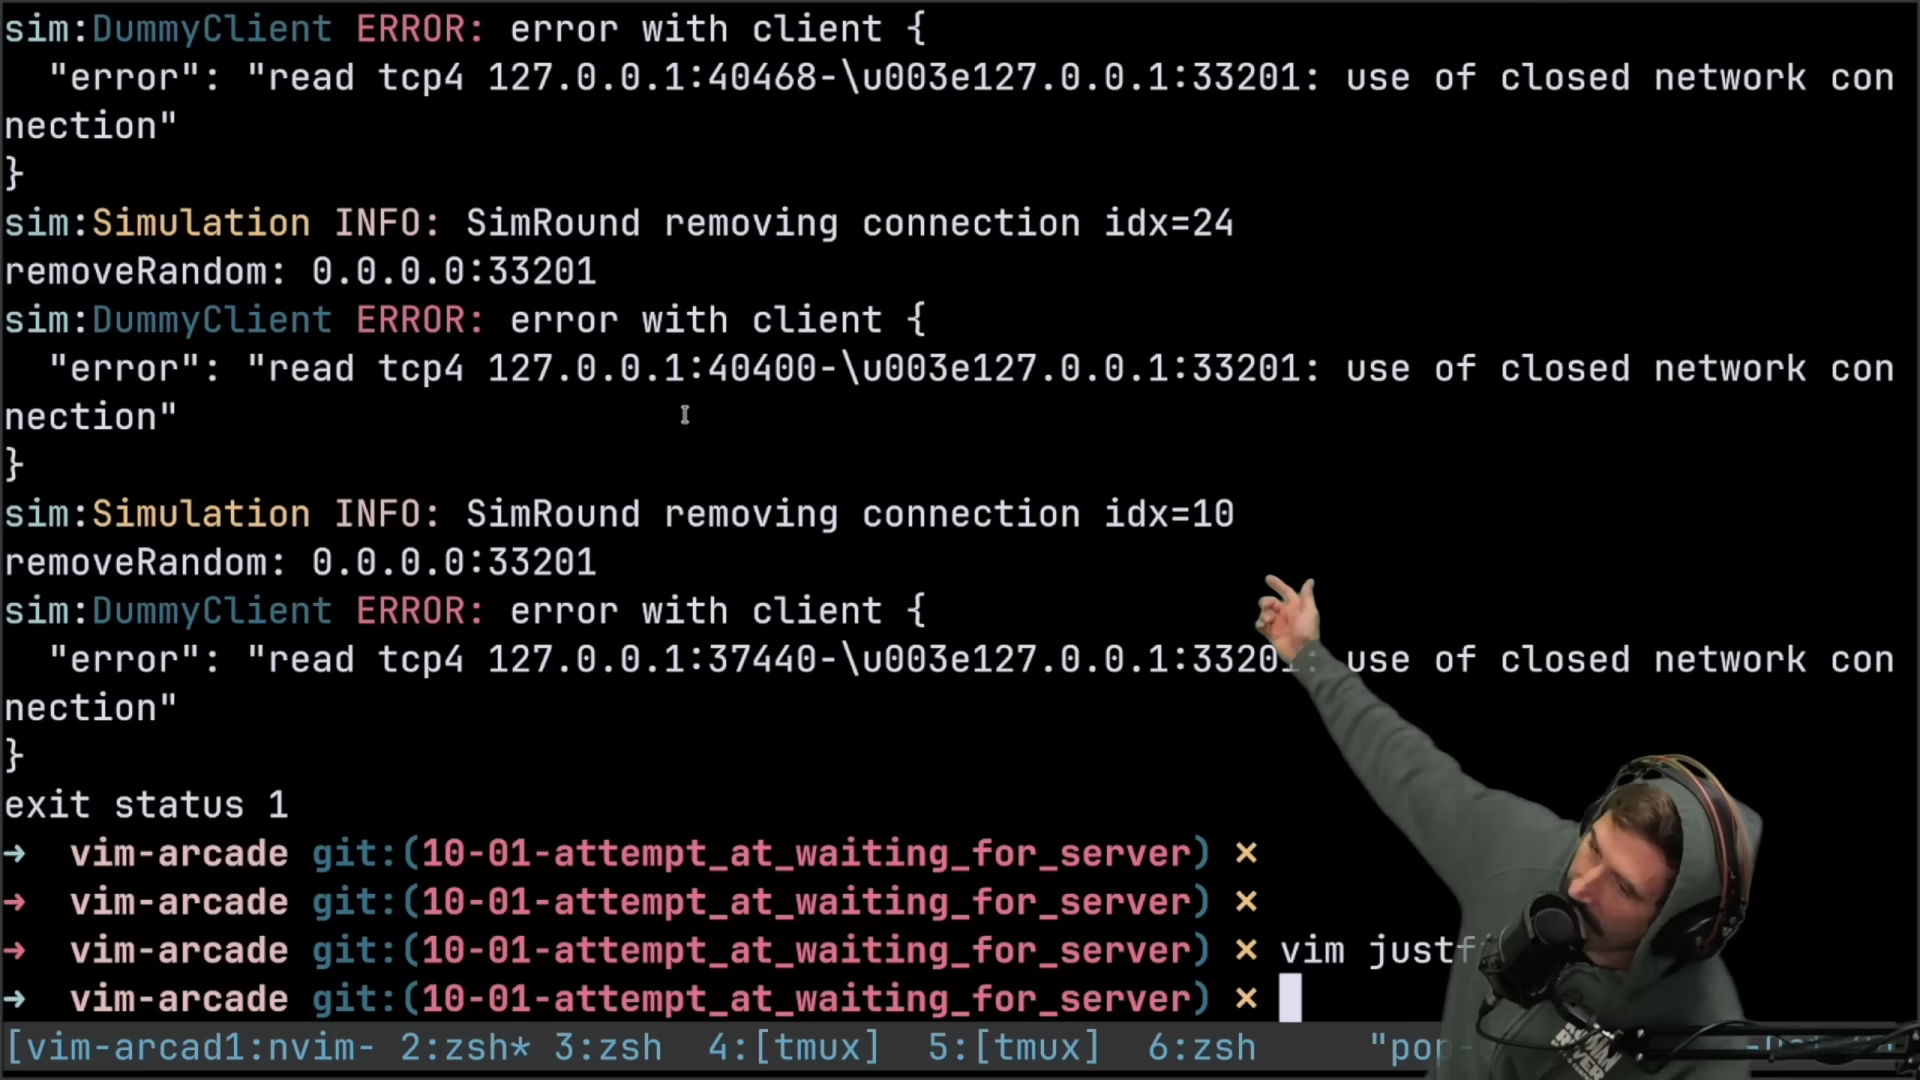 sim:DummyClient ERROR: error with client {
  "error": "read tcp4 127.0.0.1:40468-\u003e127.0.0.1:33201: use of closed network con
nection"
}
sim:Simulation INFO: SimRound removing connection idx=24
removeRandom: 0.0.0.0:33201
sim:DummyClient ERROR: error with client {
  "error": "read tcp4 127.0.0.1:40400-\u003e127.0.0.1:33201: use of closed network con
nection"
}
sim:Simulation INFO: SimRound removing connection idx=10
removeRandom: 0.0.0.0:33201
sim:DummyClient ERROR: error with client {
  "error": "read tcp4 127.0.0.1:37440-\u003e127.0.0.1:33201: use of closed network con
nection"
}
exit status 1
→  vim-arcade git:(10-01-attempt_at_waiting_for_server) ×
→  vim-arcade git:(10-01-attempt_at_waiting_for_server) ×
→  vim-arcade git:(10-01-attempt_at_waiting_for_server) × vim justf
→  vim-arcade git:(10-01-attempt_at_waiting_for_server) ×
[vim-arcad1:nvim- 2:zsh* 3:zsh  4:[tmux]  5:[tmux]  6:zsh "pop-